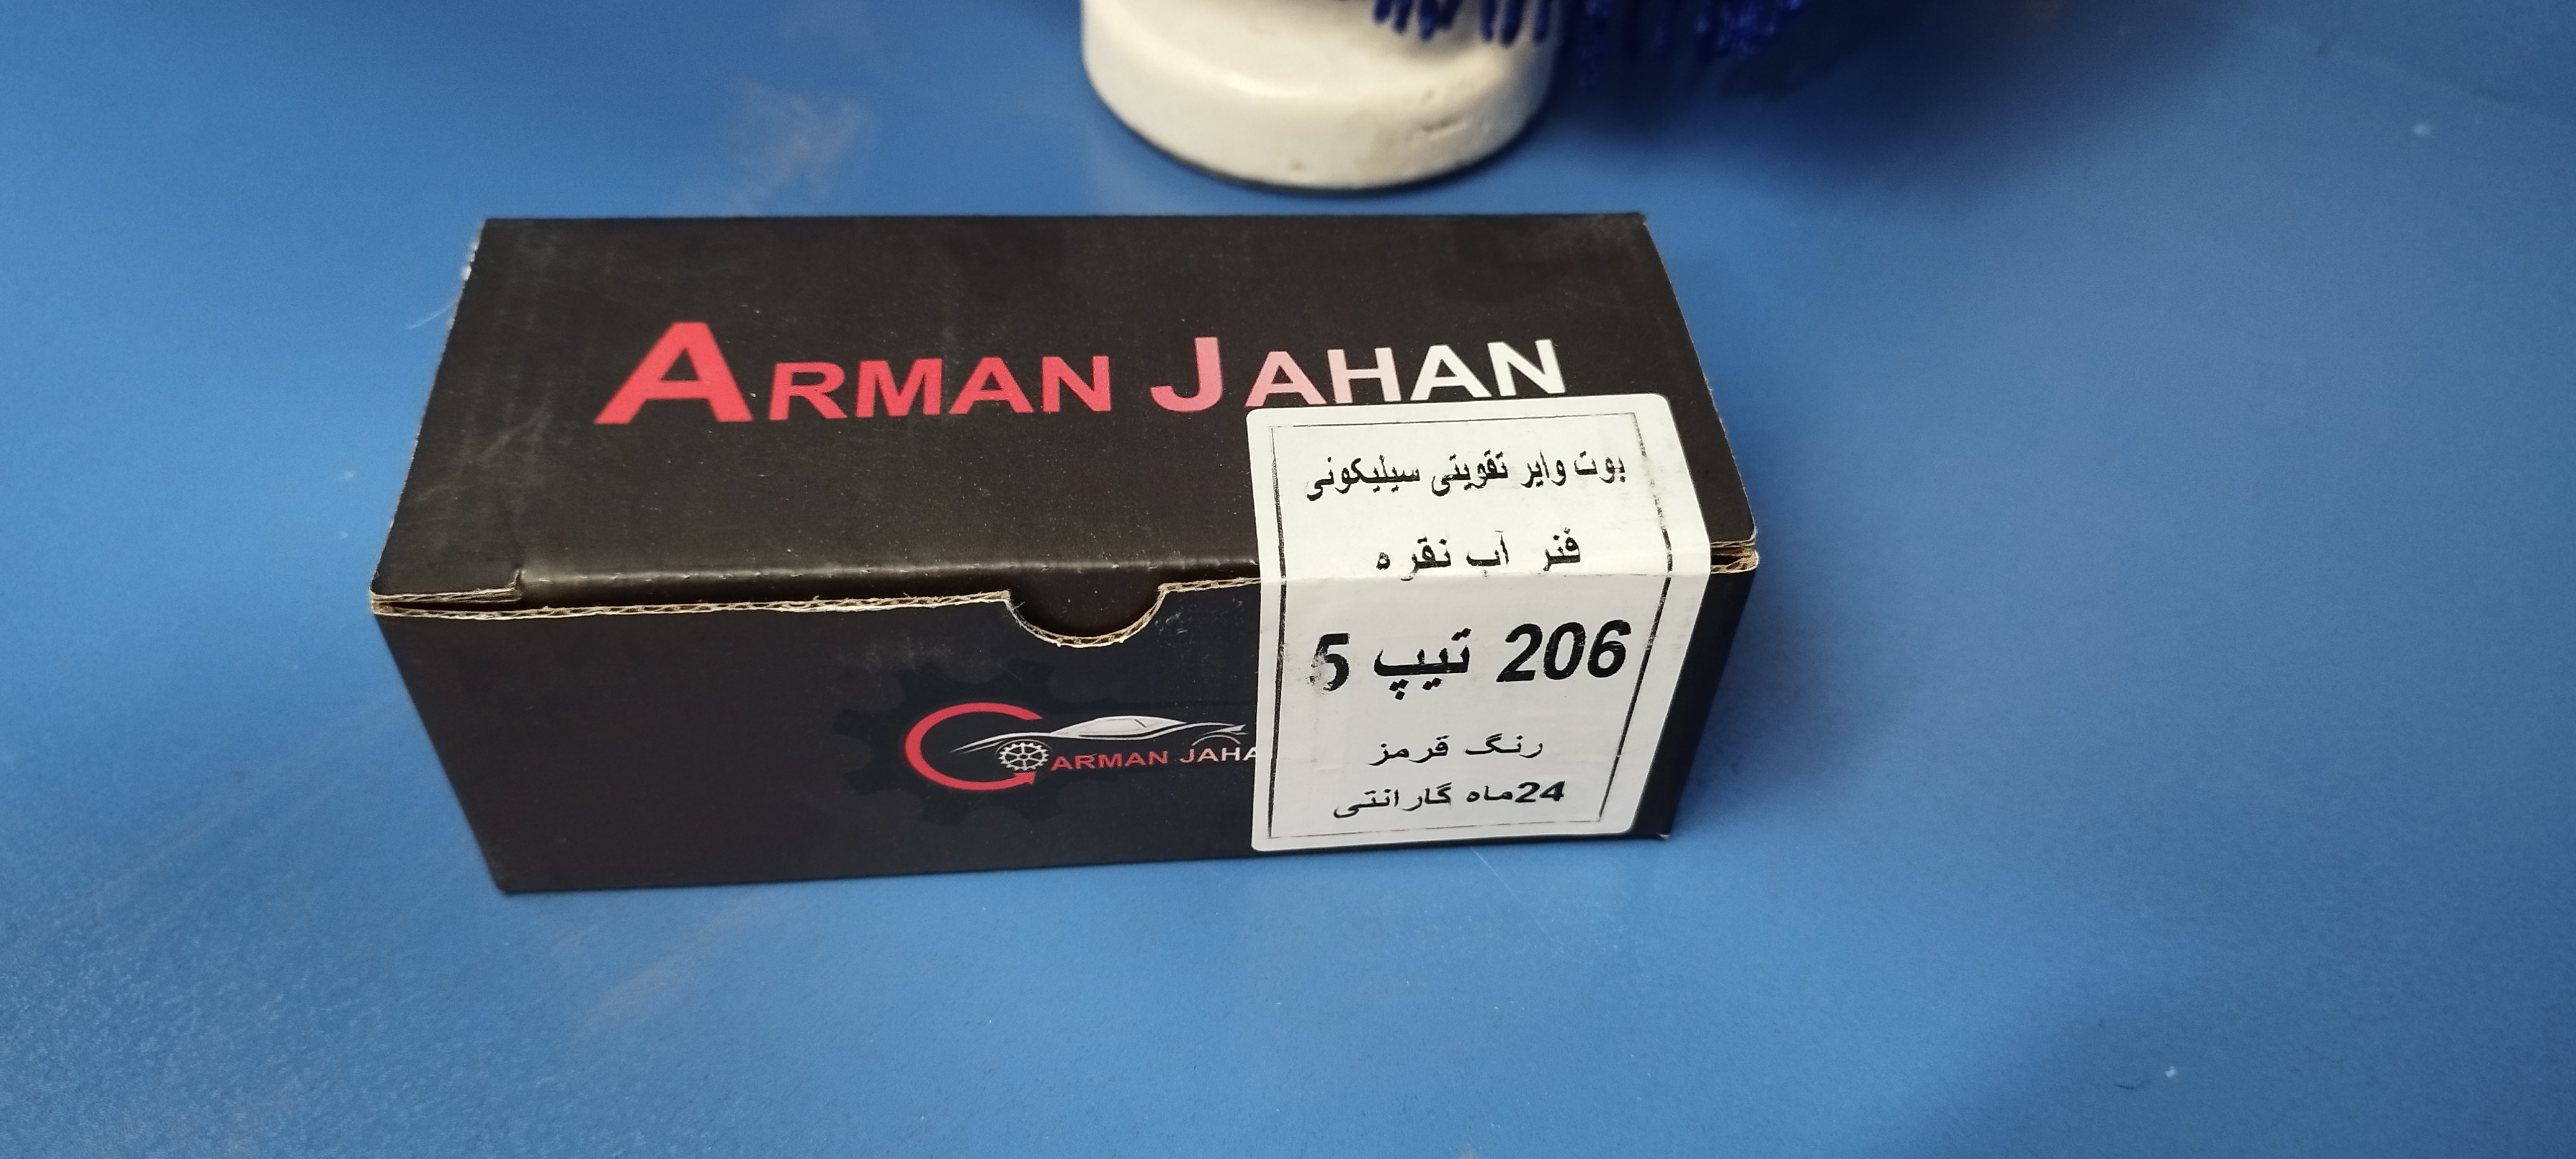 ARMAN JAHAN
بوت وایر تقویتی سیلیکونی
فنر آب نقره
206 تیپ 5
رنگ قرمز
24ماه گارانتی
ARMAN JAHA